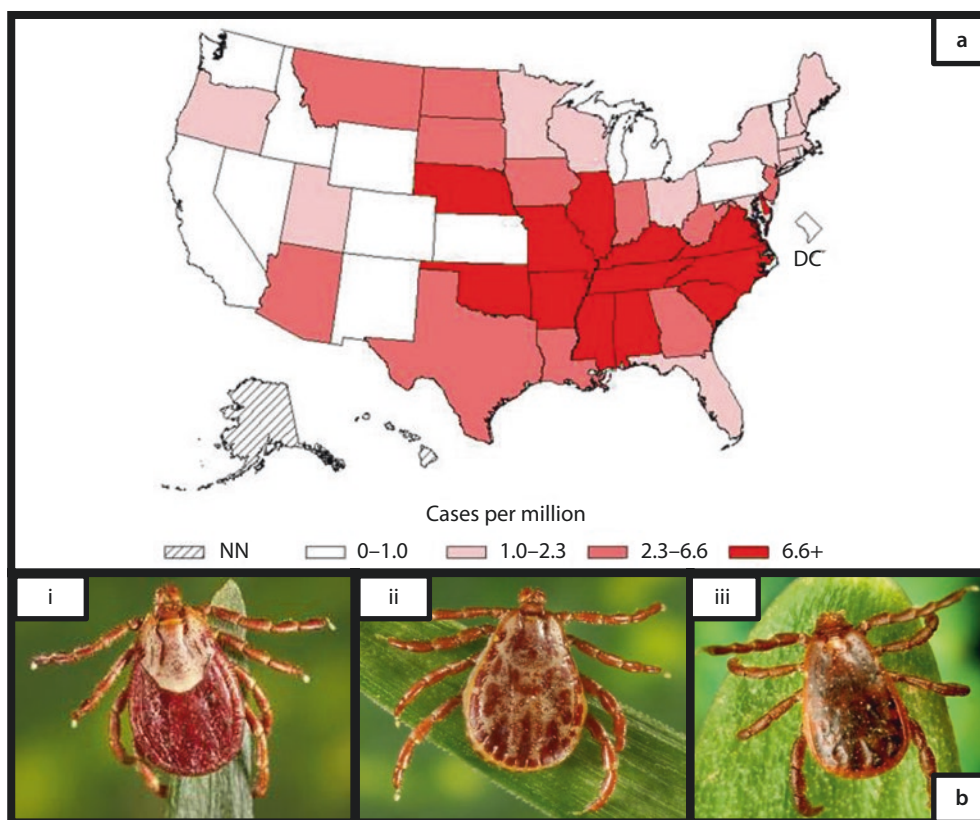 a
DC
Cases per million
NN
0–1.0
1.0–2.3
2.3–6.6
6.6+
i
ii
iii
b